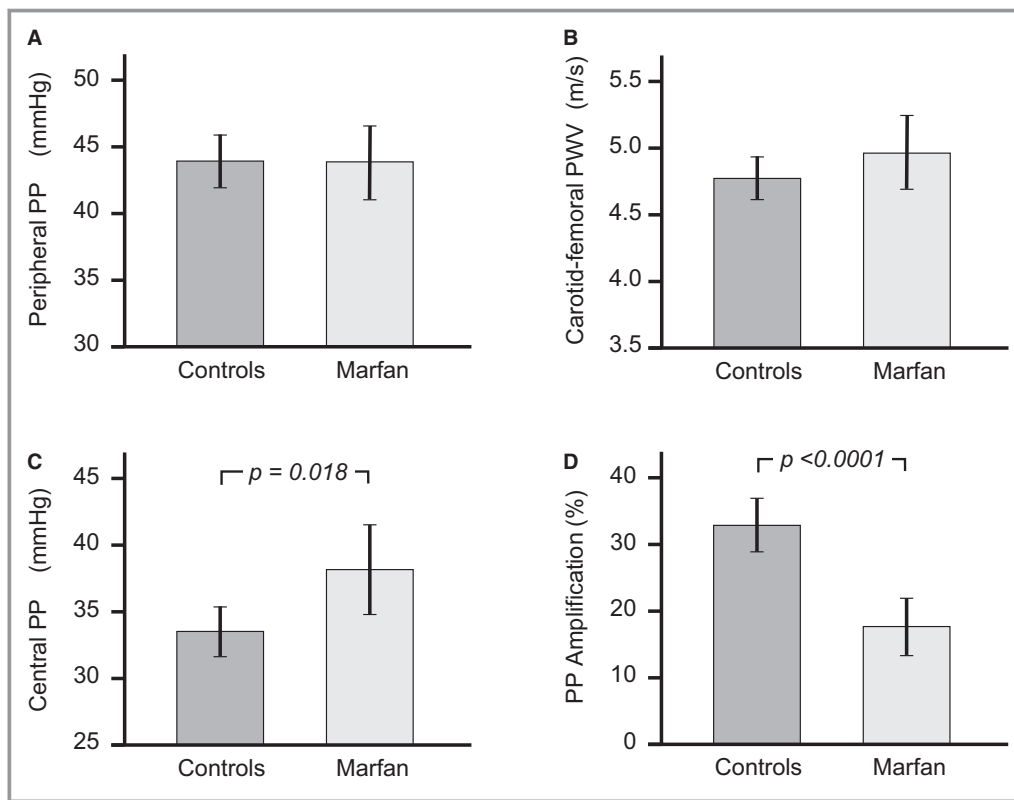 A
Peripheral PP (mmHg)
50
45
40
35
30
Controls Marfan
B
Carotid-femoral PWV (m/s)
5.5
5.0
4.5
4.0
3.5
Controls Marfan
C
Central PP (mmHg)
45
40
35
30
25
p = 0.018
Controls Marfan
D
PP Amplification (%)
40
30
20
10
0
p <0.0001
Controls Marfan